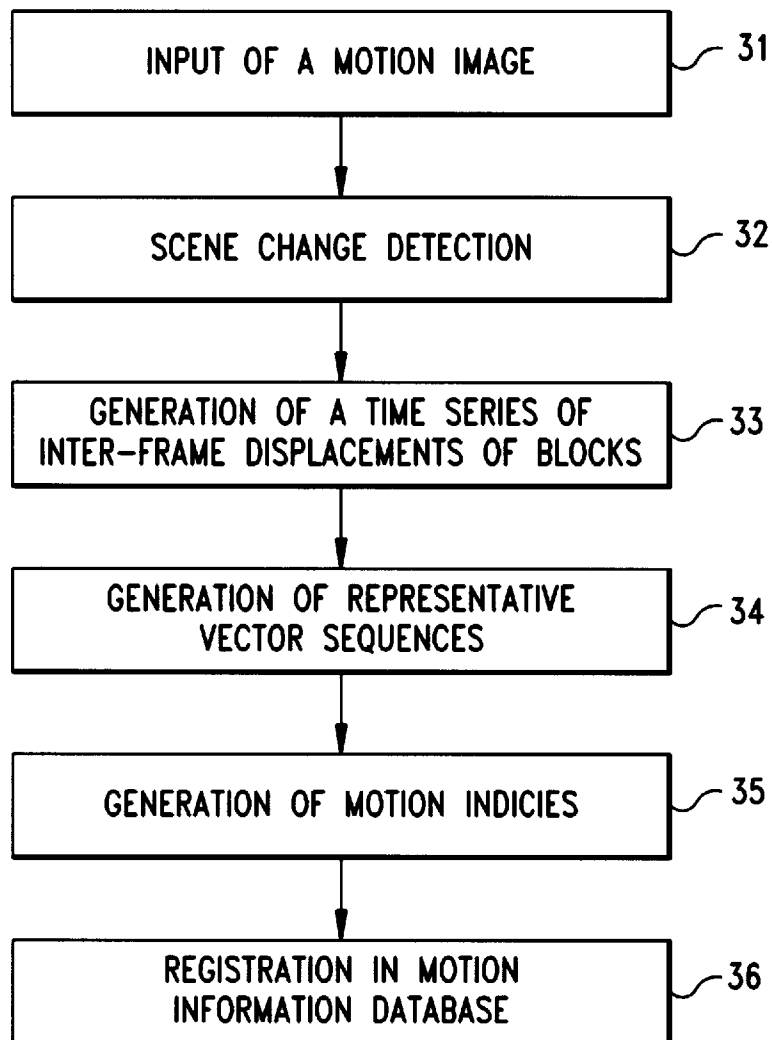 INPUT OF A MOTION IMAGE
31
SCENE CHANGE DETECTION
32
GENERATION OF A TIME SERIES OF
INTER-FRAME DISPLACEMENTS OF BLOCKS
33
GENERATION OF REPRESENTATIVE
VECTOR SEQUENCES
34
GENERATION OF MOTION INDICIES
35
REGISTRATION IN MOTION
INFORMATION DATABASE
36